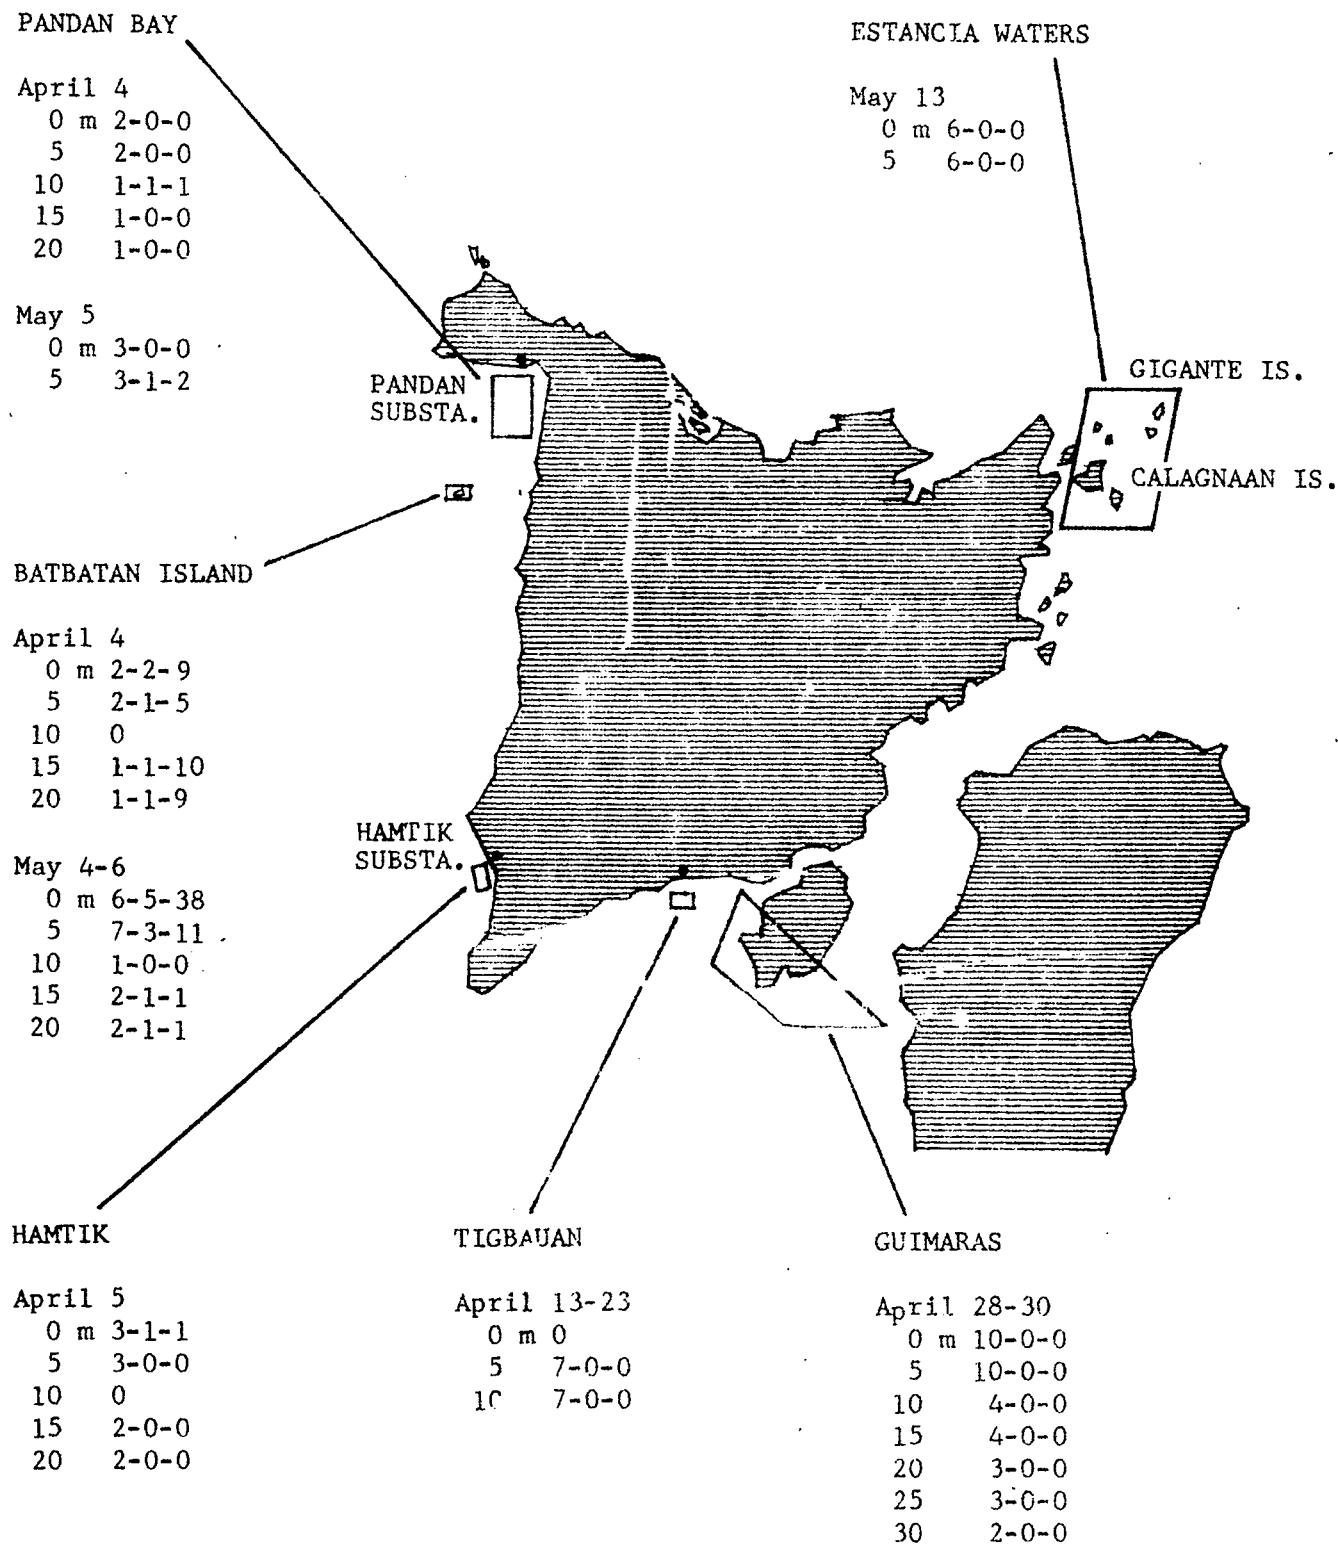 PANDAN BAY
April 4
0 m 2-0-0
5 2-0-0
10 1-1-1
15 1-0-0
20 1-0-0
May 5
0 m 3-0-0
5 3-1-2
ESTANCIA WATERS
May 13
0 m 6-0-0
5 6-0-0
PANDAN
SUBSTA.
GIGANTE IS.
CALAGNAAN IS.
BATBATAN ISLAND
April 4
0 m 2-2-9
5 2-1-5
10 0
15 1-1-10
20 1-1-9
May 4-6
0 m 6-5-38
5 7-3-11
10 1-0-0
15 2-1-1
20 2-1-1
HAMTIK
SUBSTA.
HAMTIK
April 5
0 m 3-1-1
5 3-0-0
10 0
15 2-0-0
20 2-0-0
TIGBAUAN
April 13-23
0 m 0
5 7-0-0
10 7-0-0
GUIMARAS
April 28-30
0 m 10-0-0
5 10-0-0
10 4-0-0
15 4-0-0
20 3-0-0
25 3-0-0
30 2-0-0